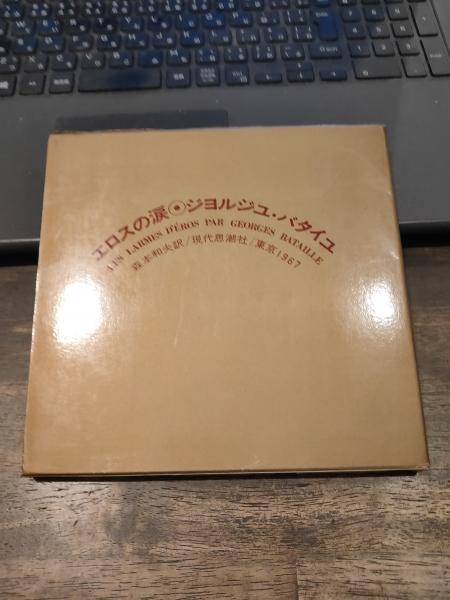 エロスの涙◉ジョルジュ・バタイユ
LES LARMES D'ÉROS PAR GEORGES BATAILLE
森本和夫訳/現代思潮社/東京1967